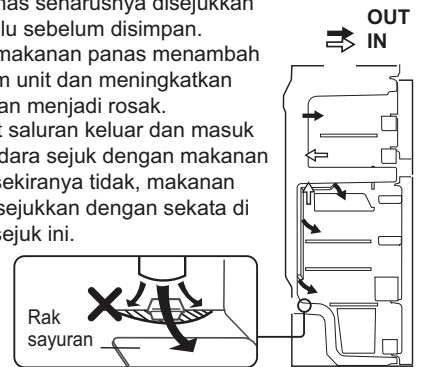 nas seharusnya disejukkan
lu sebelum disimpan.
makanan panas menambah
m unit dan meningkatkan
an menjadi rosak.
t saluran keluar dan masuk
dara sejuk dengan makanan
sekiranya tidak, makanan
sejukkan dengan sekata di
sejuk ini.
OUT
IN
Rak
sayuran